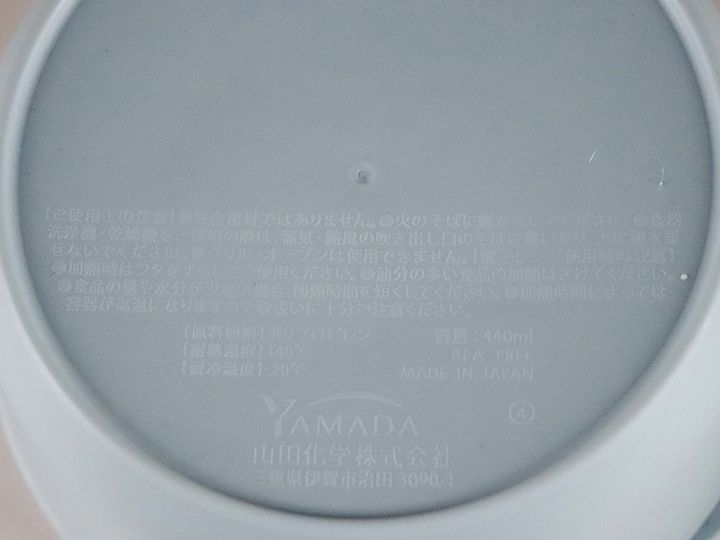 【ご使用上の注意】●完全密封ではありません。●火のそばに置かないでください。●食器
洗浄機・乾燥機をご使用の際は、蒸気・熱風の吹き出し口のそばに置いたり、上に物を乗
せないでください。●グリル・オーブンは使用できません。【電子レンジ使用時の注意】
●加熱時はフタをずらしてご使用ください。●油分の多い食品の加熱はさけてください。
●食品の量や水分が少ない場合、加熱時間を短くしてください。●加熱時間によっては
容器が高温になりますので取扱いに十分ご注意ください。
【原料樹脂】ポリプロピレン 容量:440ml
【耐熱温度】140℃ BPA FREE
【耐冷温度】-20℃ MADE IN JAPAN
YAMADA ④
山田化学株式会社
三重県伊賀市治田3090-1